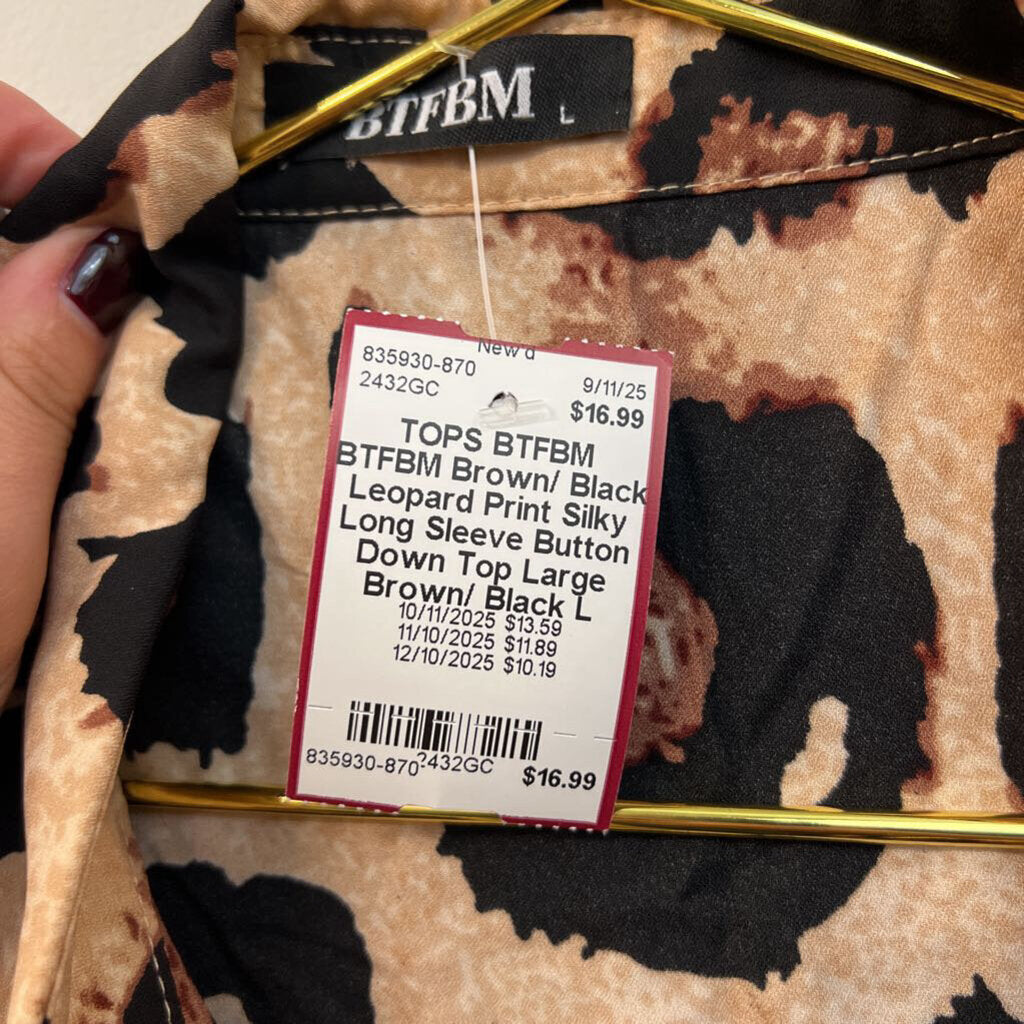 BTFBM
L
New'd
835930-870
2432GC
9/11/25
$16.99
TOPS BTFBM
BTFBM Brown/ Black
Leopard Print Silky
Long Sleeve Button
Down Top Large
Brown/ Black L
10/11/2025 $13.59
11/10/2025 $11.89
12/10/2025 $10.19
835930-870 2432GC $16.99